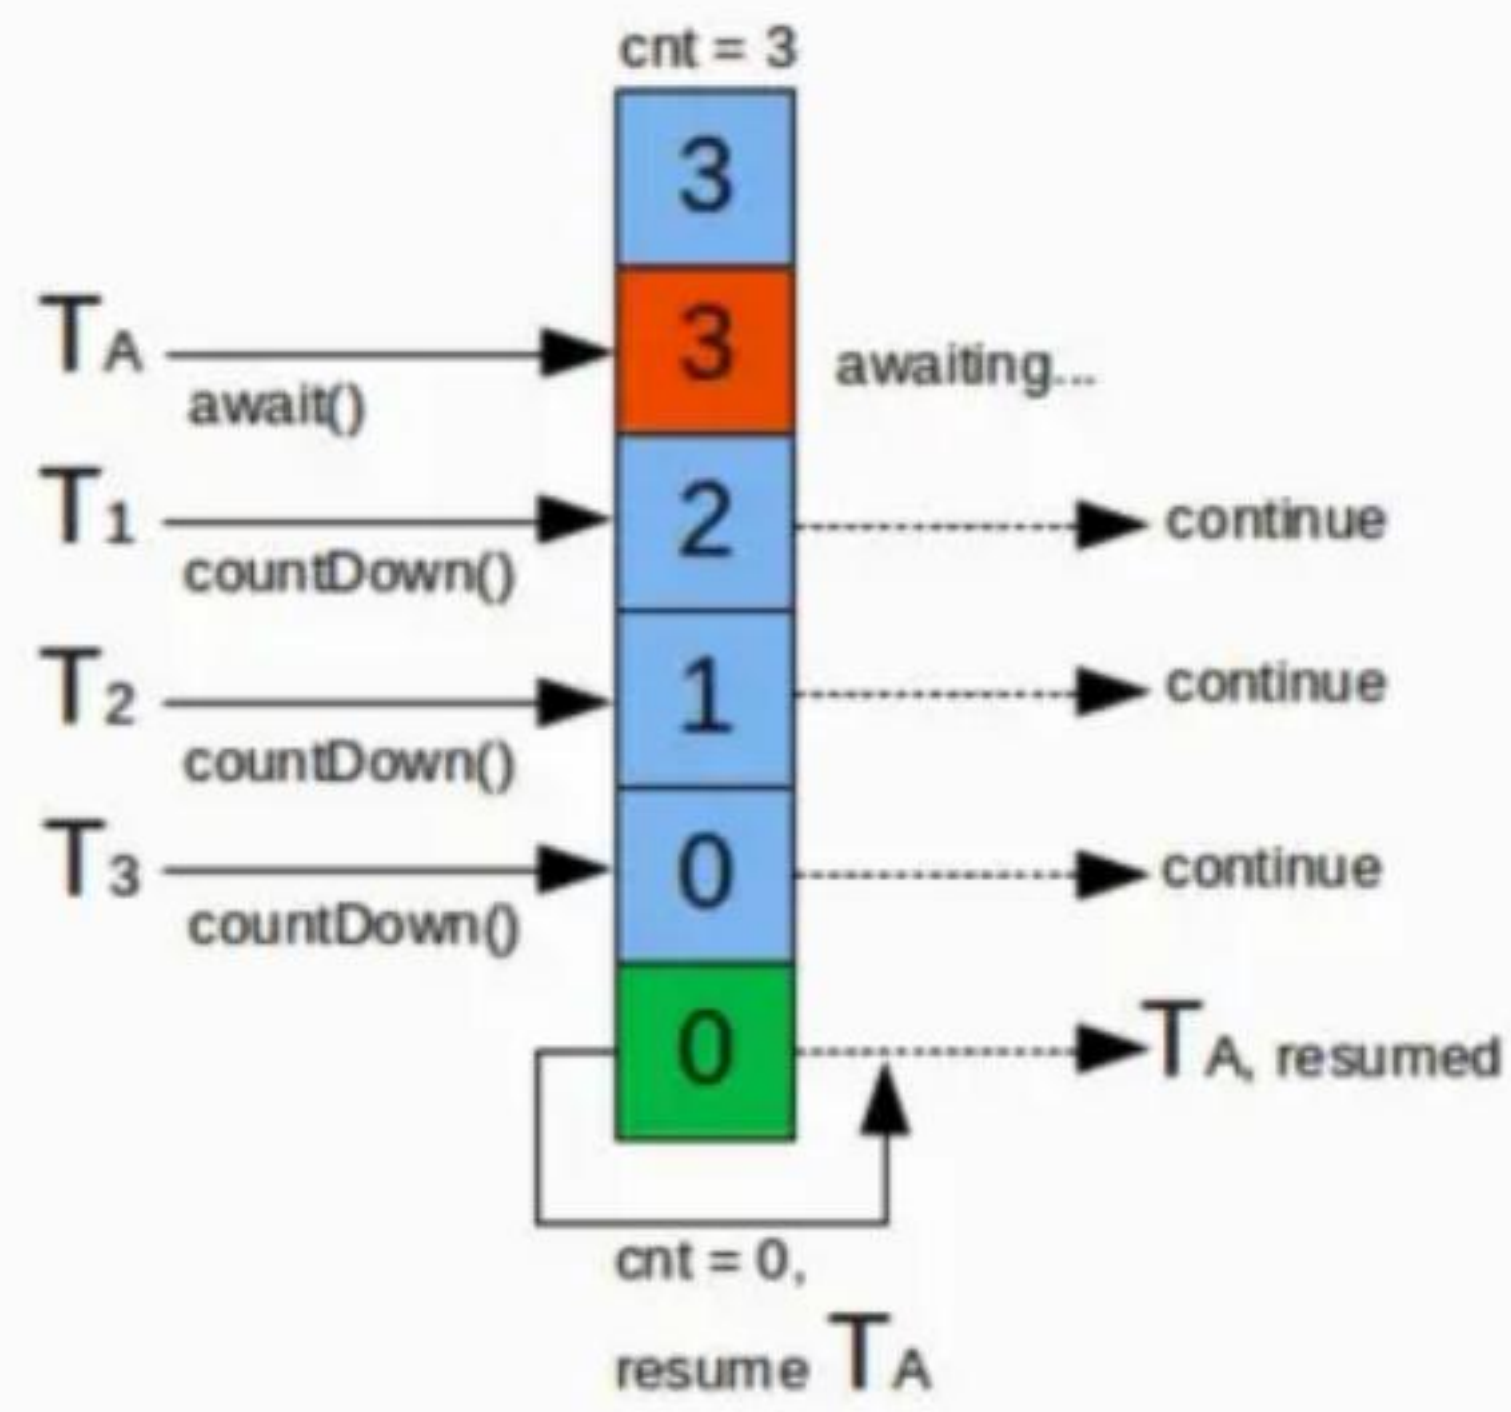 cnt = 3
3
TA
3
awaiting...
await()
T1
2
continue
countDown()
T2
1
continue
countDown()
T3
0
continue
countDown()
0
TA, resumed
cnt = 0,
resume TA